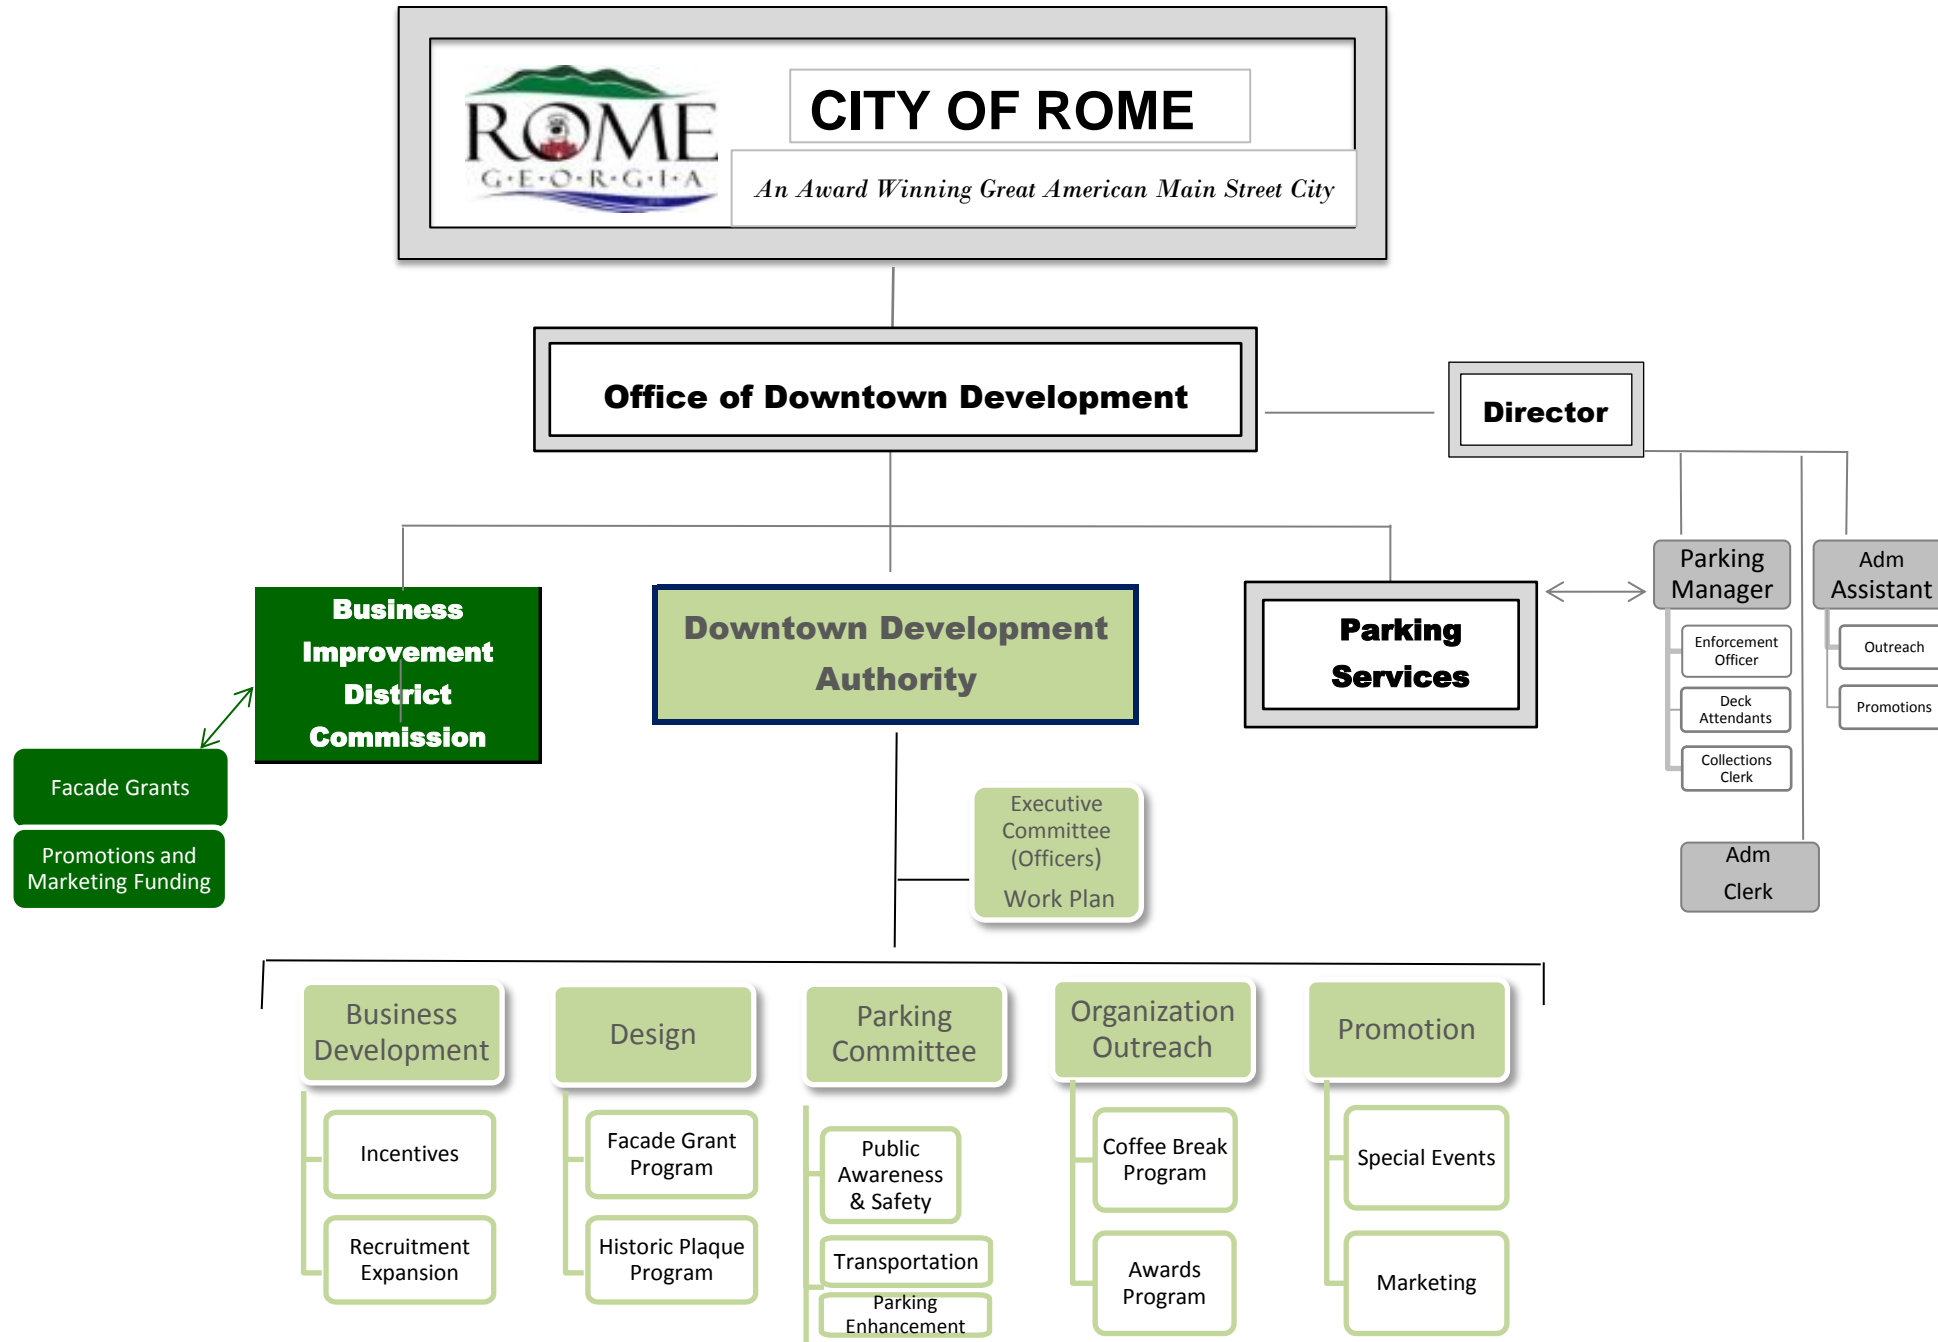 ROME
G·E·O·R·G·I·A
CITY OF ROME
An Award Winning Great American Main Street City
Office of Downtown Development
Director
Business
Improvement
District
Commission
Downtown Development
Authority
Parking
Services
Parking
Manager
Adm
Assistant
Enforcement
Officer
Outreach
Deck
Attendants
Promotions
Collections
Clerk
Adm
Clerk
Facade Grants
Promotions and
Marketing Funding
Executive
Committee
(Officers)
Work Plan
Business
Development
Design
Parking
Committee
Organization
Outreach
Promotion
Incentives
Recruitment
Expansion
Facade Grant
Program
Historic Plaque
Program
Public
Awareness
& Safety
Transportation
Parking
Enhancement
Coffee Break
Program
Awards
Program
Special Events
Marketing